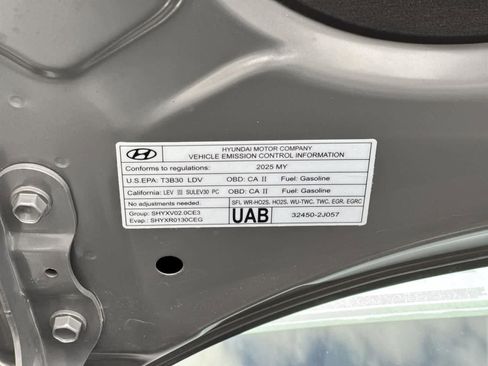 HYUNDAI MOTOR COMPANY
VEHICLE EMISSION CONTROL INFORMATION
Conforms to regulations: 2025 MY
U.S.EPA: T3B30 LDV OBD: CA II Fuel: Gasoline
California: LEV III SULEV30 PC OBD: CA II Fuel: Gasoline
No adjustments needed. SFI, WR-HO2S, HO2S, WU-TWC, TWC, EGR, EGRC
Group: SHYXV02.0CE3
Evap: SHYXR0130CEG UAB 32450-2J057